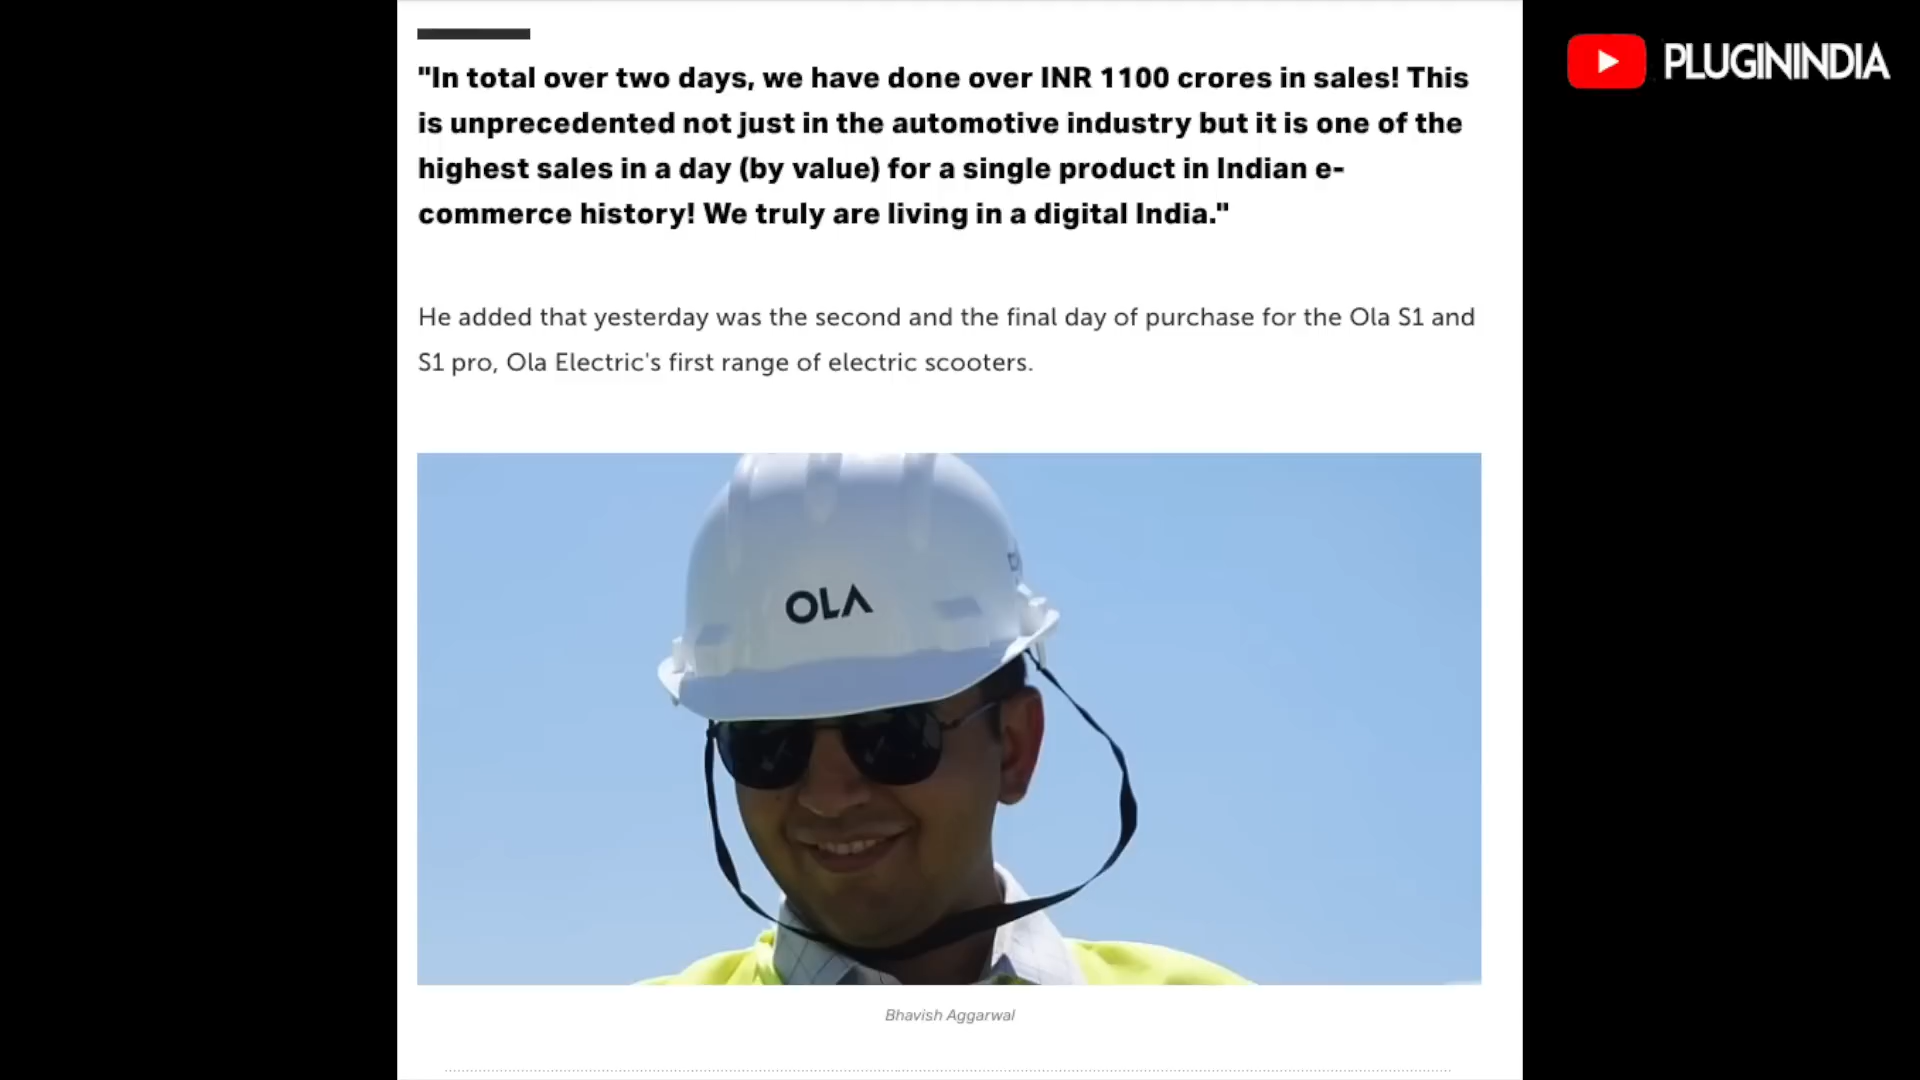 PLUGININDIA
"In total over two days, we have done over INR 1100 crores in sales! This
is unprecedented not just in the automotive industry but it is one of the
highest sales in a day (by value) for a single product in Indian e-
commerce history! We truly are living in a digital India."
He added that yesterday was the second and the final day of purchase for the Ola S1 and
S1 pro, Ola Electric's first range of electric scooters.
OLA
Bhavish Aggarwal